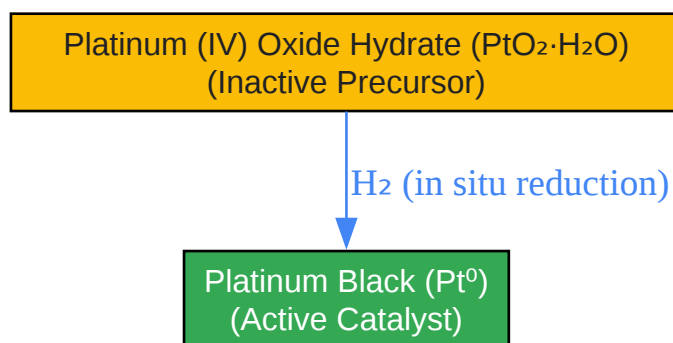 Platinum (IV) Oxide Hydrate (PtO₂·H₂O)
(Inactive Precursor)
H₂ (in situ reduction)
Platinum Black (Pt⁰)
(Active Catalyst)